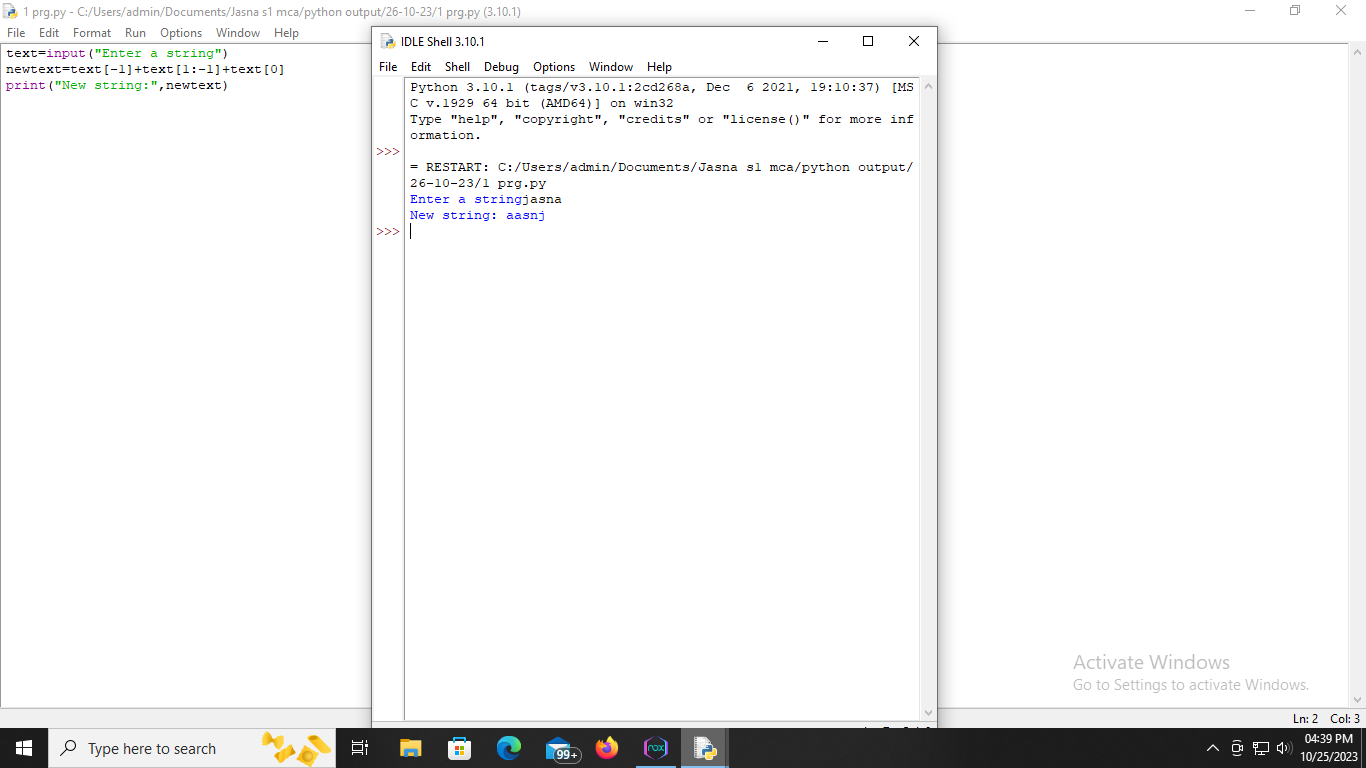 1 prg.py - C:/Users/admin/Documents/Jasna s1 mca/python output/26-10-23/1 prg.py (3.10.1)
File Edit Format Run Options Window Help
text=input("Enter a string")
newtext=text[-1]+text[1:-1]+text[0]
print("New string:",newtext)
IDLE Shell 3.10.1
File Edit Shell Debug Options Window Help
Python 3.10.1 (tags/v3.10.1:2cd268a, Dec  6 2021, 19:10:37) [MS
C v.1929 64 bit (AMD64)] on win32
Type "help", "copyright", "credits" or "license()" for more inf
ormation.
>>>
= RESTART: C:/Users/admin/Documents/Jasna s1 mca/python output/
26-10-23/1 prg.py
Enter a stringjasna
New string: aasnj
>>>
Activate Windows
Go to Settings to activate Windows.
Ln: 2 Col: 3
Type here to search
99+
nox
04:39 PM
10/25/2023